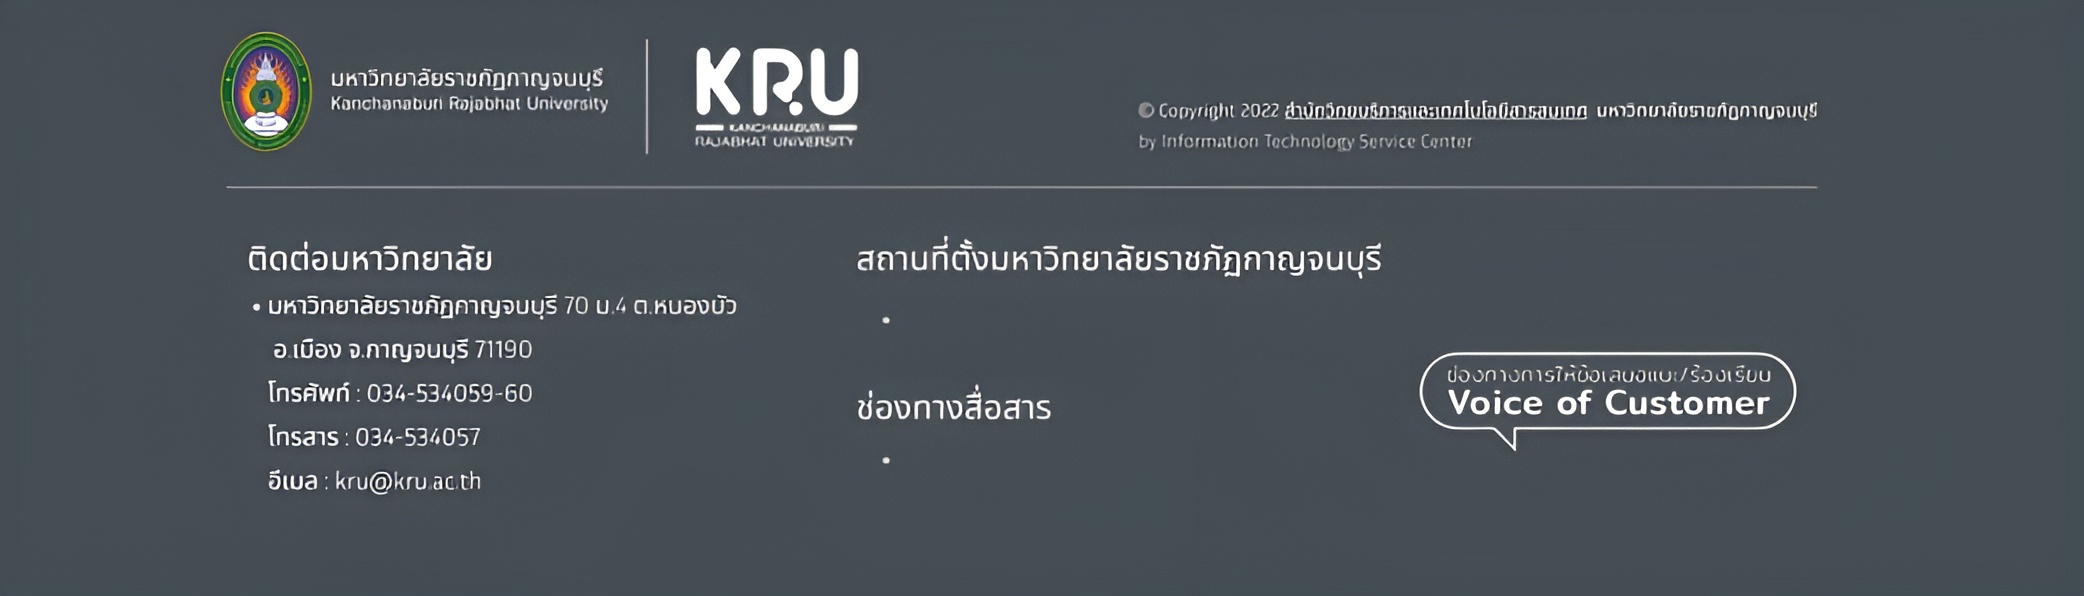 มหาวิทยาลัยราชภัฏกาญจนบุรี
Kanchanaburi Rajabhat University
KRU
KANCHANABURI
RAJABHAT UNIVERSITY
© Copyright 2022 สำนักวิทยบริการและเทคโนโลยีสารสนเทศ มหาวิทยาลัยราชภัฏกาญจนบุรี
by Information Technology Service Center
ติดต่อมหาวิทยาลัย
• มหาวิทยาลัยราชภัฏกาญจนบุรี 70 ม.4 ต.หนองบัว
อ.เมือง จ.กาญจนบุรี 71190
โทรศัพท์ : 034-534059-60
โทรสาร : 034-534057
อีเมล : kru@kru.ac.th
สถานที่ตั้งมหาวิทยาลัยราชภัฏกาญจนบุรี
•
ช่องทางสื่อสาร
•
ช่องทางการให้ข้อเสนอแนะ/ร้องเรียน
Voice of Customer